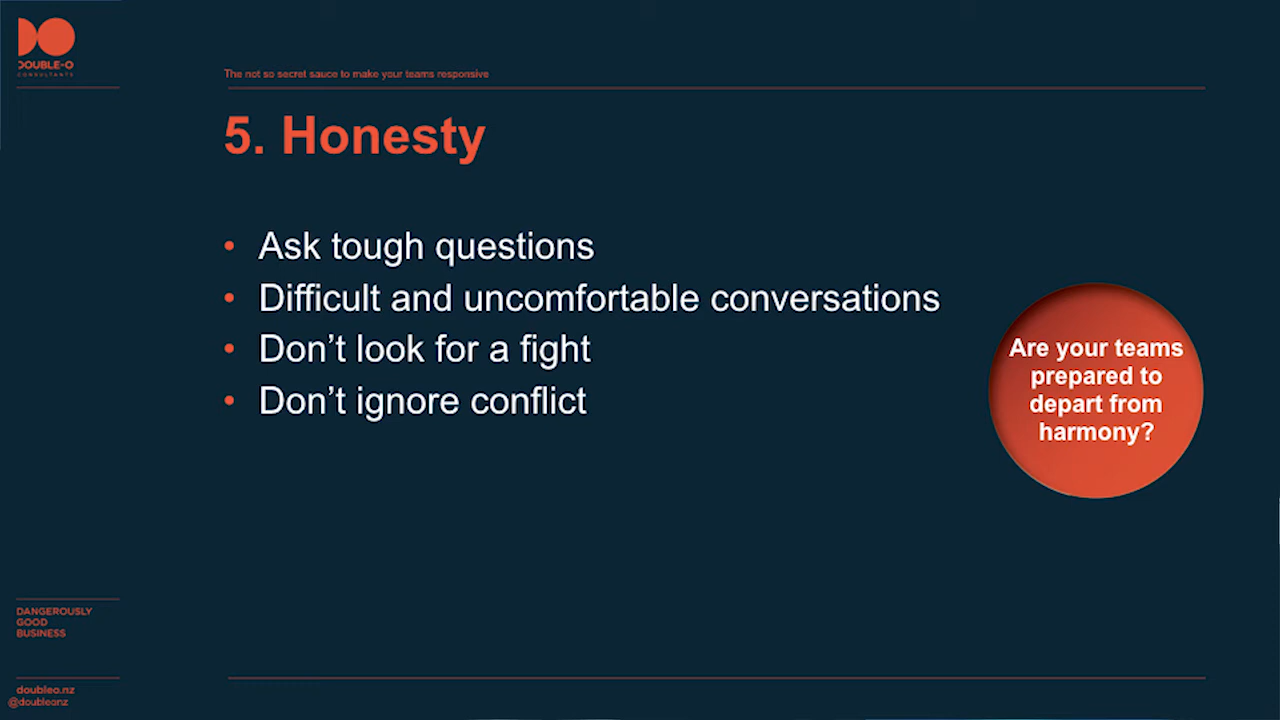 DOUBLE-O
CONSULTANTS
The not so secret sauce to make your teams responsive
5. Honesty
• Ask tough questions
• Difficult and uncomfortable conversations
• Don’t look for a fight
• Don’t ignore conflict
Are your teams
prepared to
depart from
harmony?
DANGEROUSLY
GOOD
BUSINESS
doubleo.nz
@doubleonz